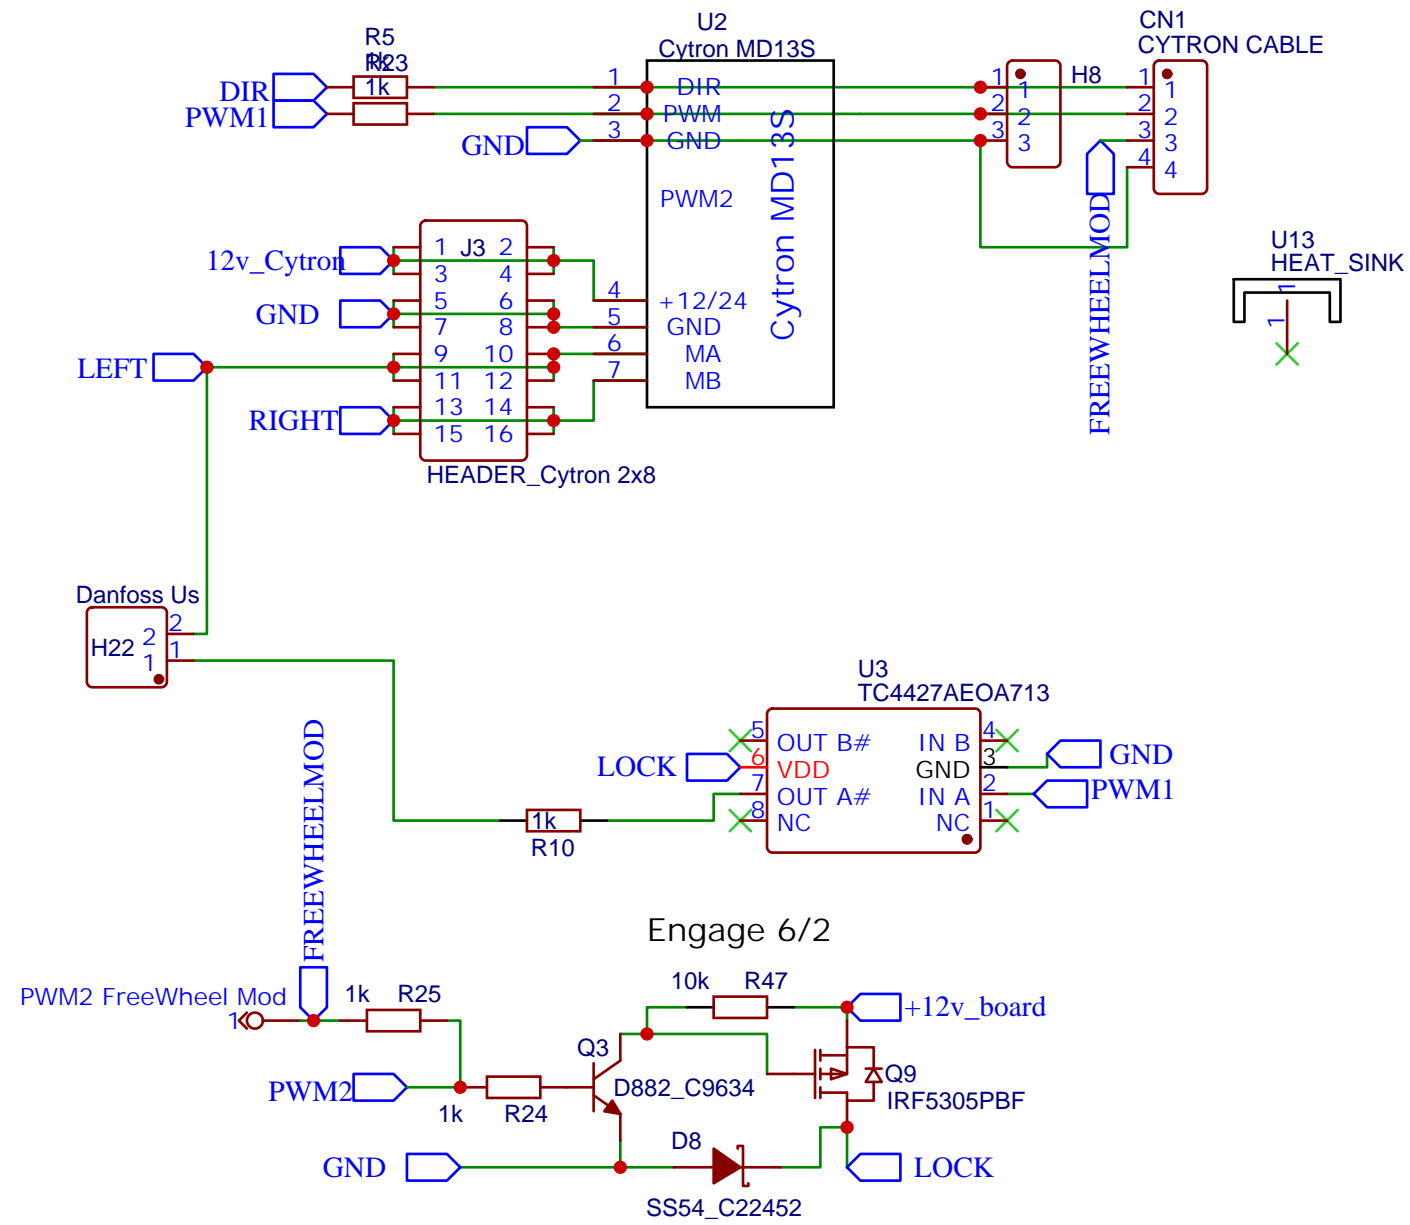 U2
Cytron MD13S
CN1
CYTRON CABLE
R5
1k
R23
1k
DIR
PWM1
GND
1
2
3
DIR
PWM
GND
PWM2
Cytron MD13S
1
2
3
1
2
3
H8
1
2
3
4
1
2
3
4
FREEWHEELMOD
U13
HEAT_SINK
1
1
12v_Cytron
GND
LEFT
RIGHT
J3
1 2
3 4
5 6
7 8
9 10
11 12
13 14
15 16
HEADER_Cytron 2x8
4 +12/24
5 GND
6 MA
7 MB
Danfoss Us
H22
2 2
1 1
U3
TC4427AEOA713
5 OUT B# IN B 4
LOCK 6 VDD GND 3 GND
7 OUT A# IN A 2 PWM1
8 NC NC 1
1k
R10
FREEWHEELMOD
Engage 6/2
PWM2 FreeWheel Mod
1
1k R25
10k R47
+12v_board
Q3
D882_C9634
Q9
IRF5305PBF
PWM2
1k R24
D8
GND
LOCK
SS54_C22452